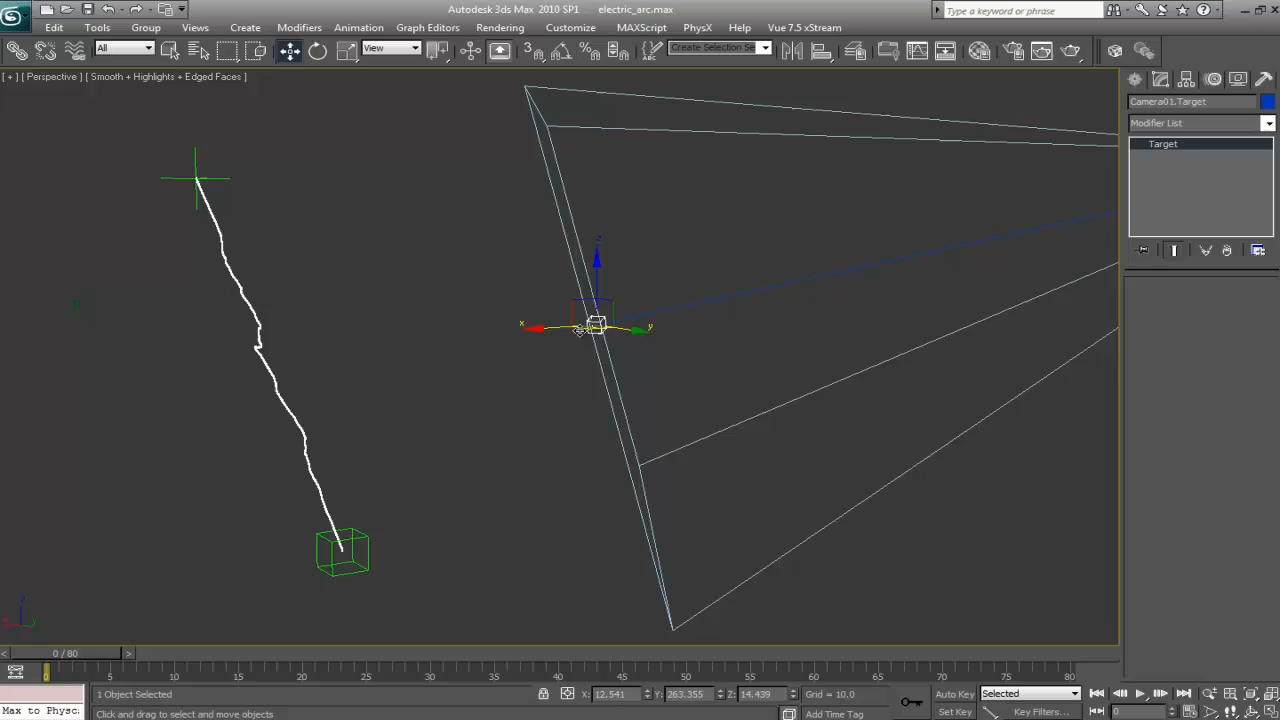 Autodesk 3ds Max 2010 SP1 electric_arc.max
Type a keyword or phrase
Edit Tools Group Views Create Modifiers Animation Graph Editors Rendering Customize MAXScript PhysX Help Vue 7.5 xStream
All View Create Selection Se
[ + ] [ Perspective ] [ Smooth + Highlights + Edged Faces ]
Camera01.Target
Modifier List
Target
z
x y
0 / 80
0 5 10 15 20 25 30 35 40 45 50 55 60 65 70 75 80
1 Object Selected X: 12.541 Y: 263.355 Z: 14.439 Grid = 10.0 Auto Key Selected
Max to Physc Click and drag to select and move objects Add Time Tag Set Key Key Filters... 0